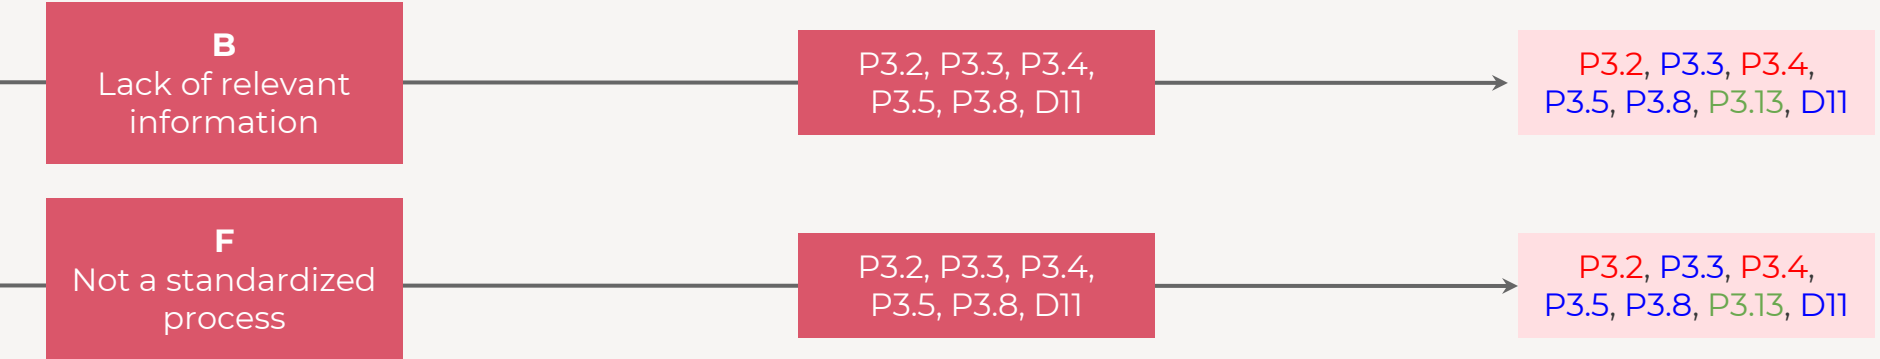 B
Lack of relevant
information
P3.2, P3.3, P3.4,
P3.5, P3.8, D11
P3.2, P3.3, P3.4,
P3.5, P3.8, P3.13, D11
F
Not a standardized
process
P3.2, P3.3, P3.4,
P3.5, P3.8, D11
P3.2, P3.3, P3.4,
P3.5, P3.8, P3.13, D11